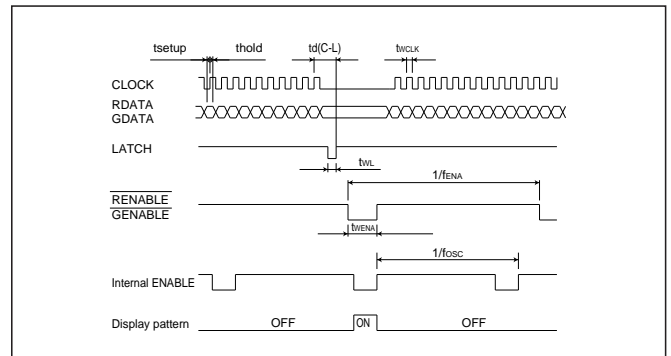 tsetup thold td(C-L) tWCLK
CLOCK
RDATA
GDATA
LATCH
tWL
1/fENA
RENABLE
GENABLE
tWENA
1/fOSC
Internal ENABLE
Display pattern OFF ON OFF